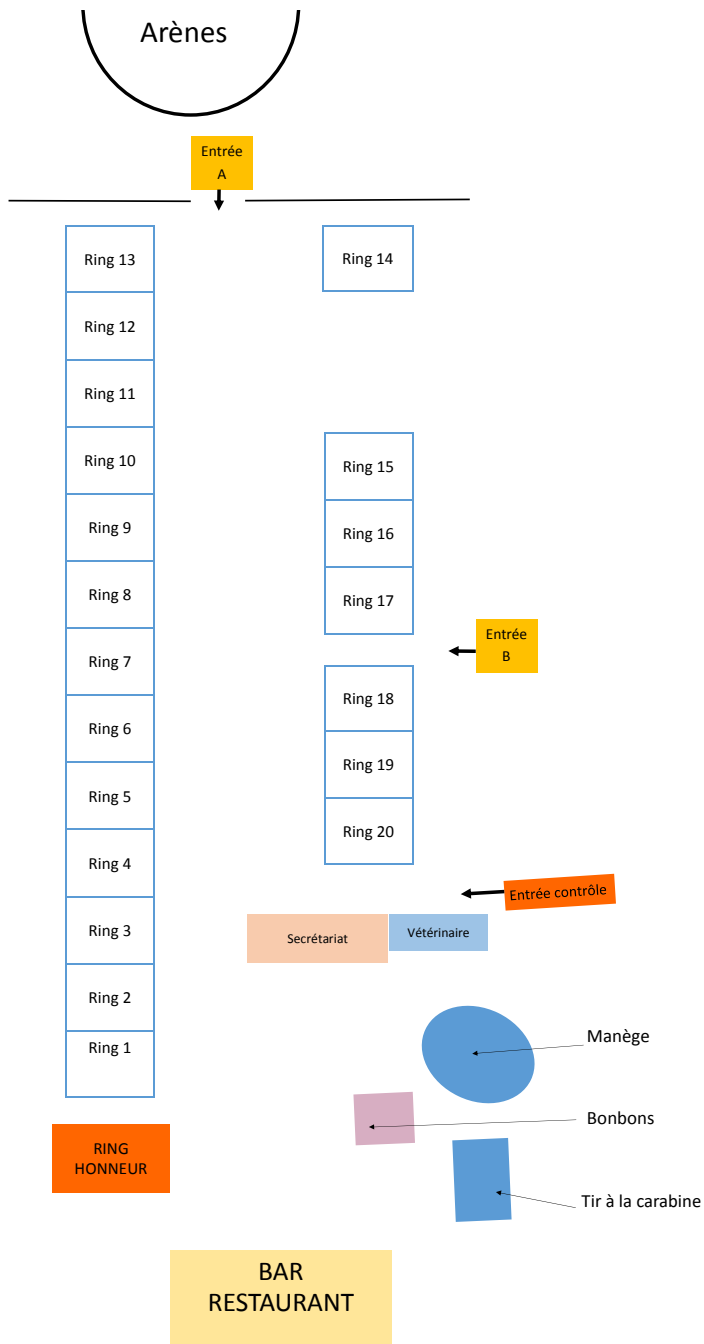 Arènes
Entrée
A
Ring 13
Ring 14
Ring 12
Ring 11
Ring 10
Ring 15
Ring 9
Ring 16
Ring 8
Ring 17
Entrée
B
Ring 7
Ring 18
Ring 6
Ring 19
Ring 5
Ring 20
Ring 4
Entrée contrôle
Ring 3
Secrétariat
Vétérinaire
Ring 2
Ring 1
Manège
Bonbons
RING
HONNEUR
Tir à la carabine
BAR
RESTAURANT